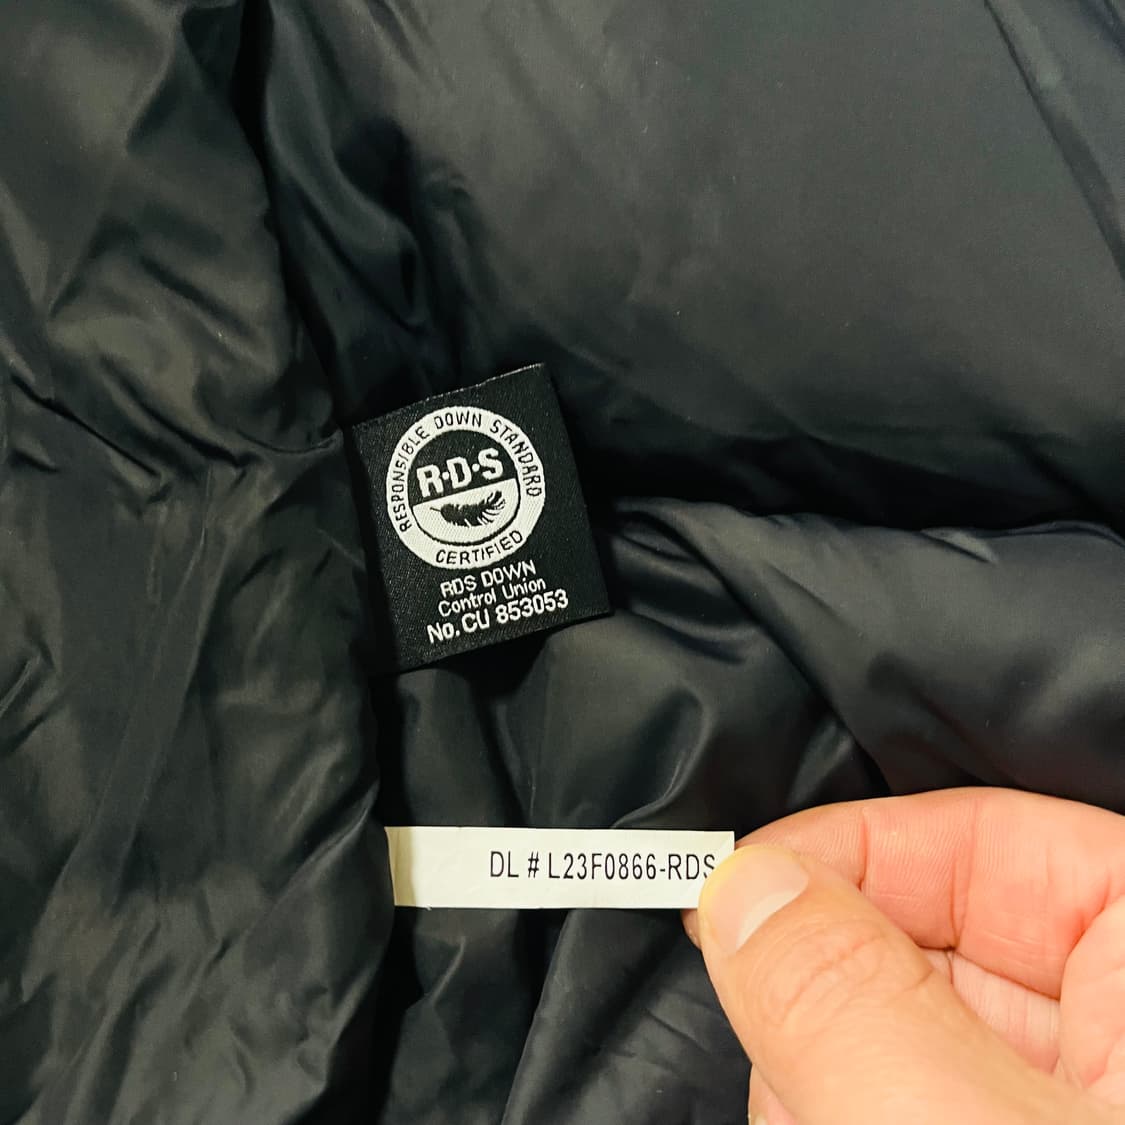 RESPONSIBLE DOWN STANDARD
R·D·S
CERTIFIED
RDS DOWN
Control Union
No. CU 853053
DL # L23F0866-RDS